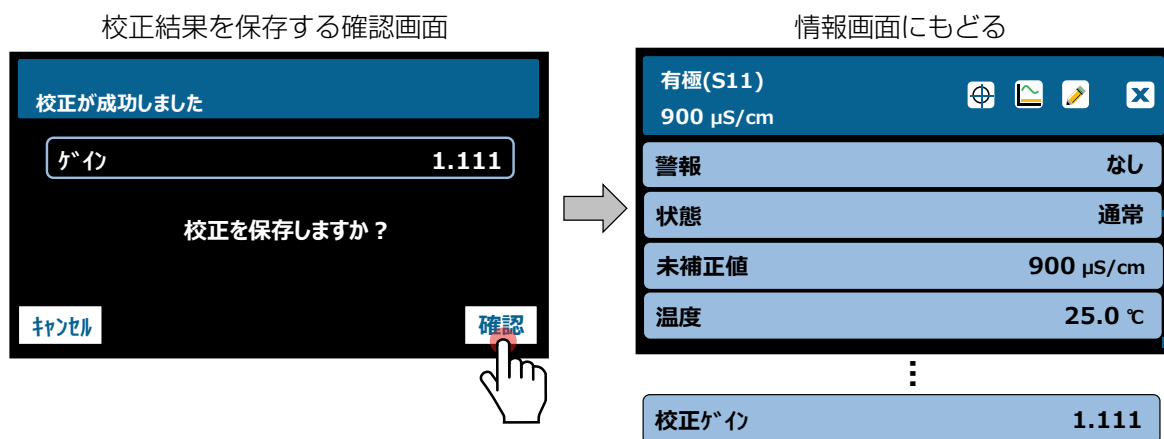 校正結果を保存する確認画面
校正が成功しました
ｹﾞｲﾝ 1.111
校正を保存しますか？
ｷｬﾝｾﾙ 確認
情報画面にもどる
有極(S11)
900 µS/cm
警報 なし
状態 通常
未補正値 900 µS/cm
温度 25.0 ℃
校正ｹﾞｲﾝ 1.111